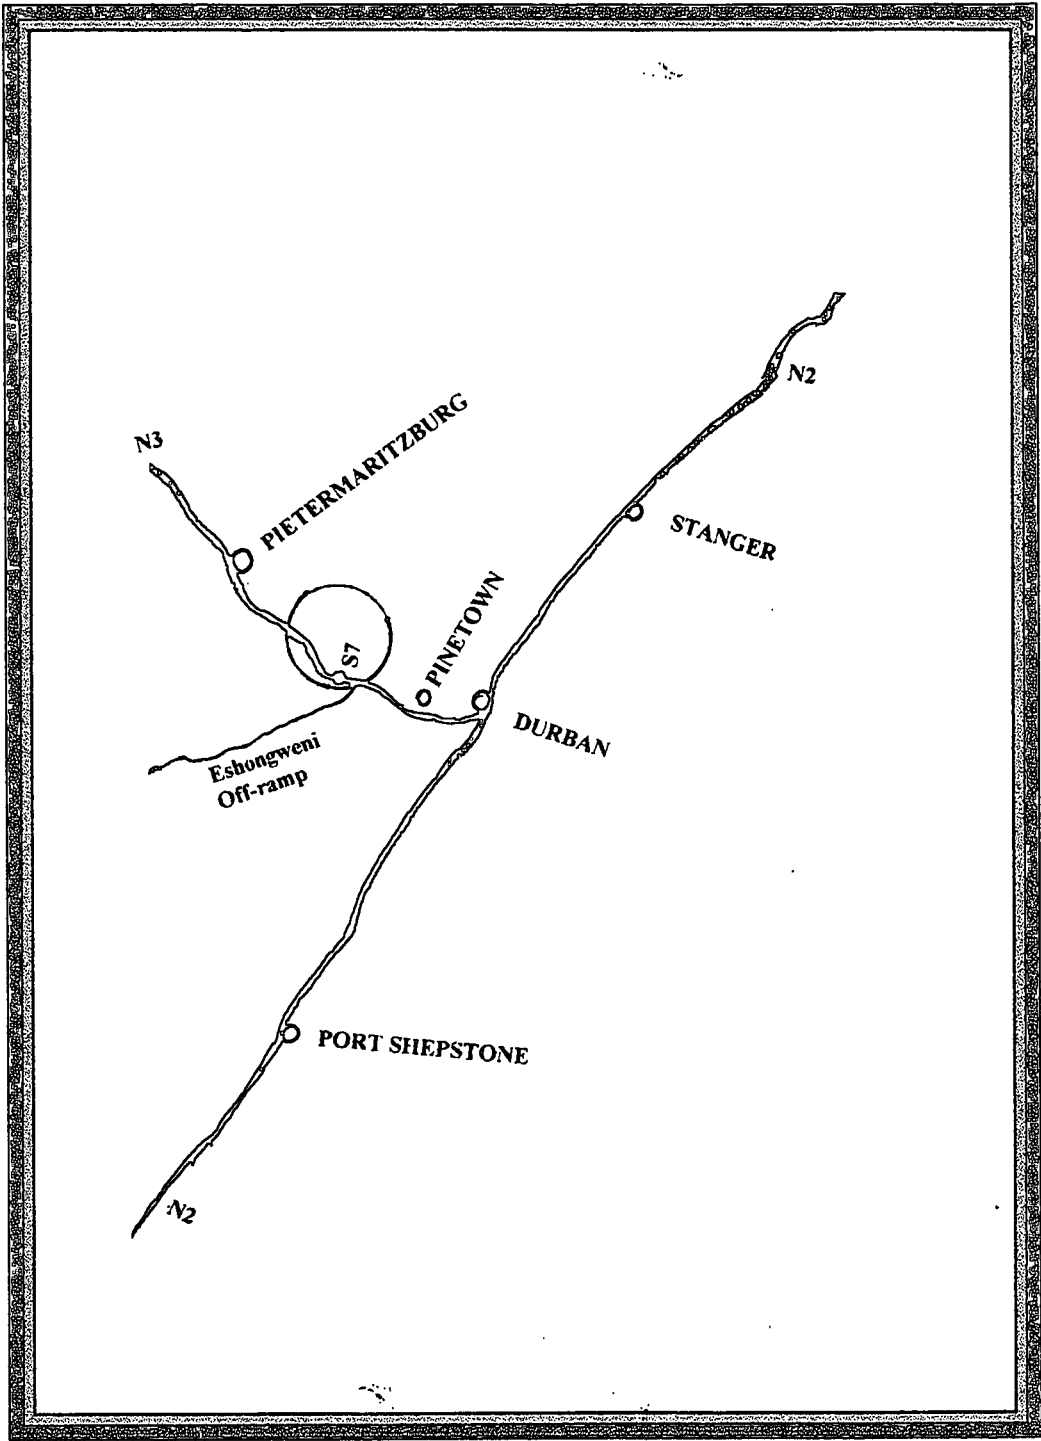 N2
N3
PIETERMARITZBURG
STANGER
S7
PINETOWN
DURBAN
Eshongweni
Off-ramp
PORT SHEPSTONE
N2